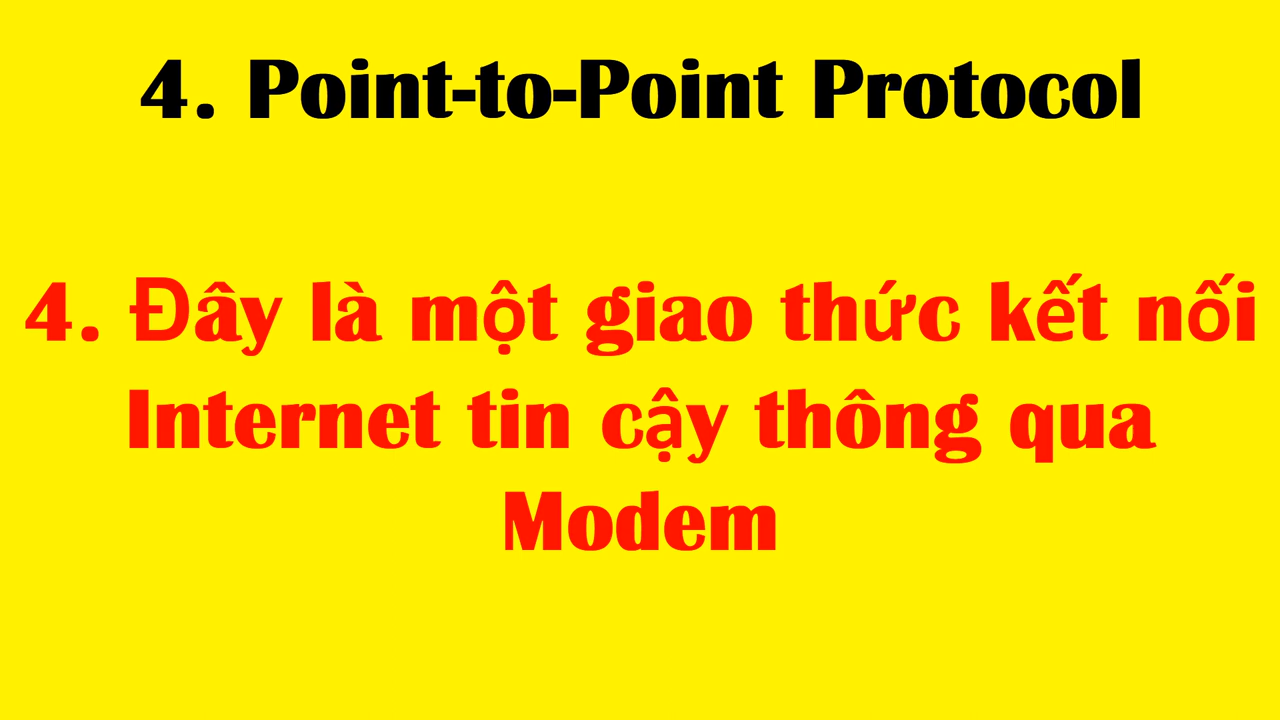 4. Point-to-Point Protocol
4. Đây là một giao thức kết nối
Internet tin cậy thông qua
Modem